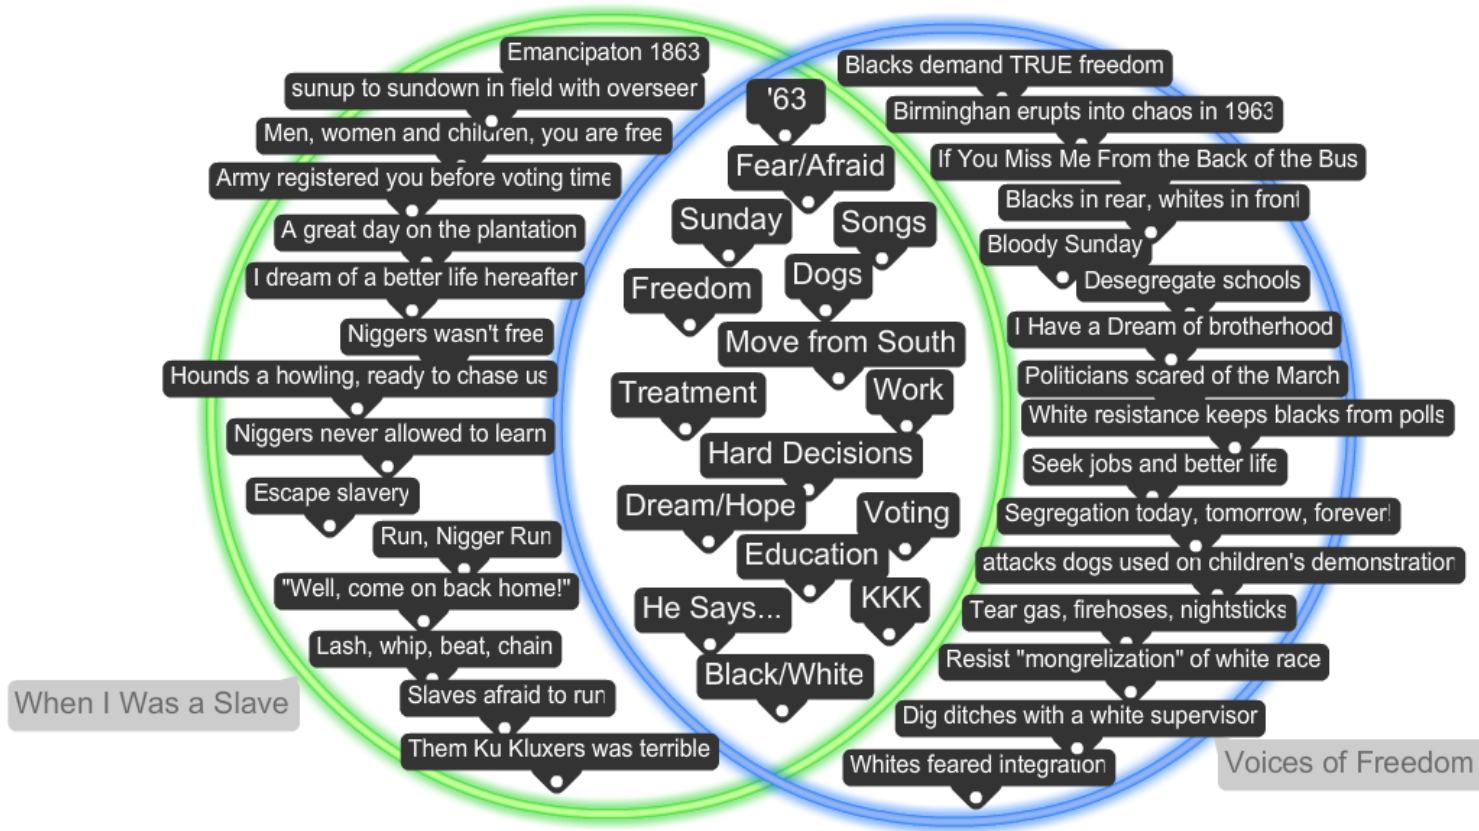 Emancipaton 1863
sunup to sundown in field with overseer
Men, women and children, you are free
Army registered you before voting time
A great day on the plantation
I dream of a better life hereafter
Niggers wasn't free
Hounds a howling, ready to chase us
Niggers never allowed to learn
Escape slavery
Run, Nigger Run
"Well, come on back home!"
Lash, whip, beat, chain
Slaves afraid to run
Them Ku Kluxers was terrible
When I Was a Slave
'63
Fear/Afraid
Sunday
Songs
Freedom
Dogs
Move from South
Treatment
Work
Hard Decisions
Dream/Hope
Voting
Education
He Says...
KKK
Black/White
Blacks demand TRUE freedom
Birminghan erupts into chaos in 1963
If You Miss Me From the Back of the Bus
Blacks in rear, whites in front
Bloody Sunday
Desegregate schools
I Have a Dream of brotherhood
Politicians scared of the March
White resistance keeps blacks from polls
Seek jobs and better life
Segregation today, tomorrow, forever!
attacks dogs used on children's demonstration
Tear gas, firehoses, nightsticks
Resist "mongrelization" of white race
Dig ditches with a white supervisor
Whites feared integration
Voices of Freedom